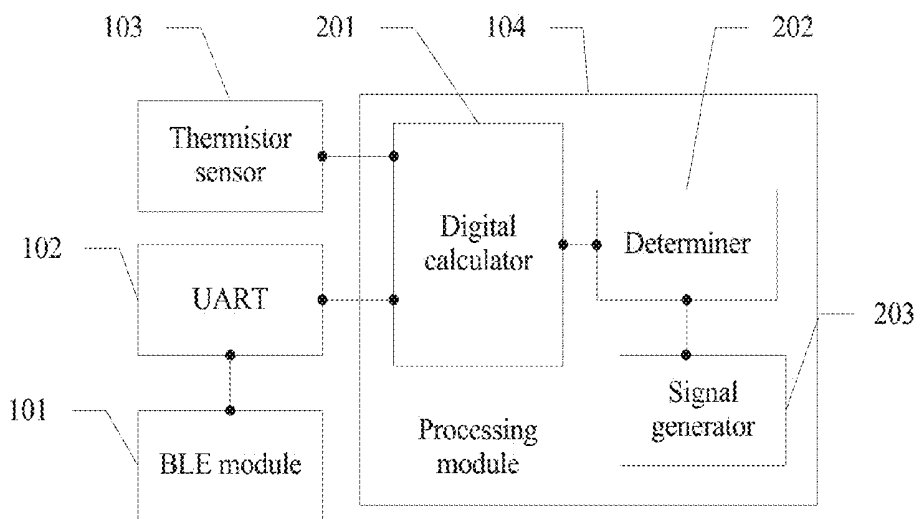 103
201
104
202
Thermistor
sensor
Digital
calculator
Determiner
102
UART
203
101
BLE module
Processing
module
Signal
generator